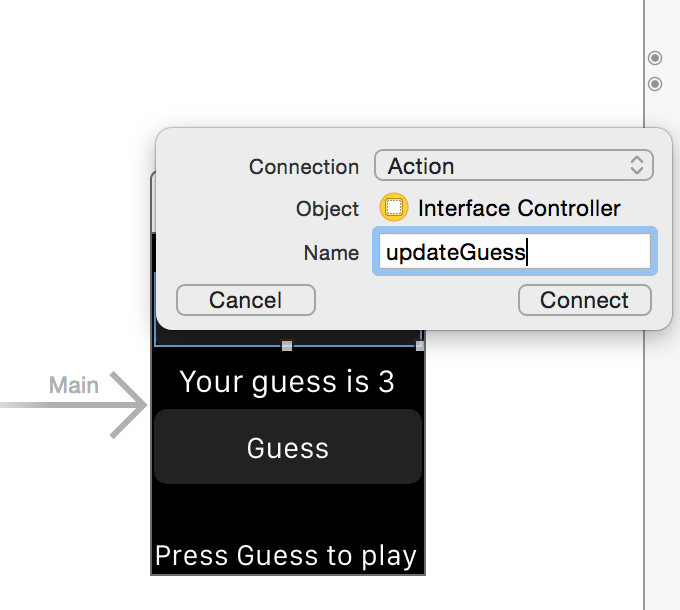 Connection Action
Object Interface Controller
Name updateGuess
Cancel Connect
Main
Your guess is 3
Guess
Press Guess to play